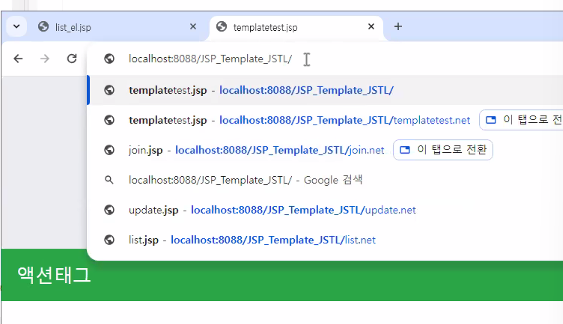 list_el.jsp
templatetest.jsp
localhost:8088/JSP_Template_JSTL/
templatetest.jsp - localhost:8088/JSP_Template_JSTL/
templatetest.jsp - localhost:8088/JSP_Template_JSTL/templatetest.net 이 탭으로 전
join.jsp - localhost:8088/JSP_Template_JSTL/join.net 이 탭으로 전환
localhost:8088/JSP_Template_JSTL/ - Google 검색
update.jsp - localhost:8088/JSP_Template_JSTL/update.net
list.jsp - localhost:8088/JSP_Template_JSTL/list.net
액션태그